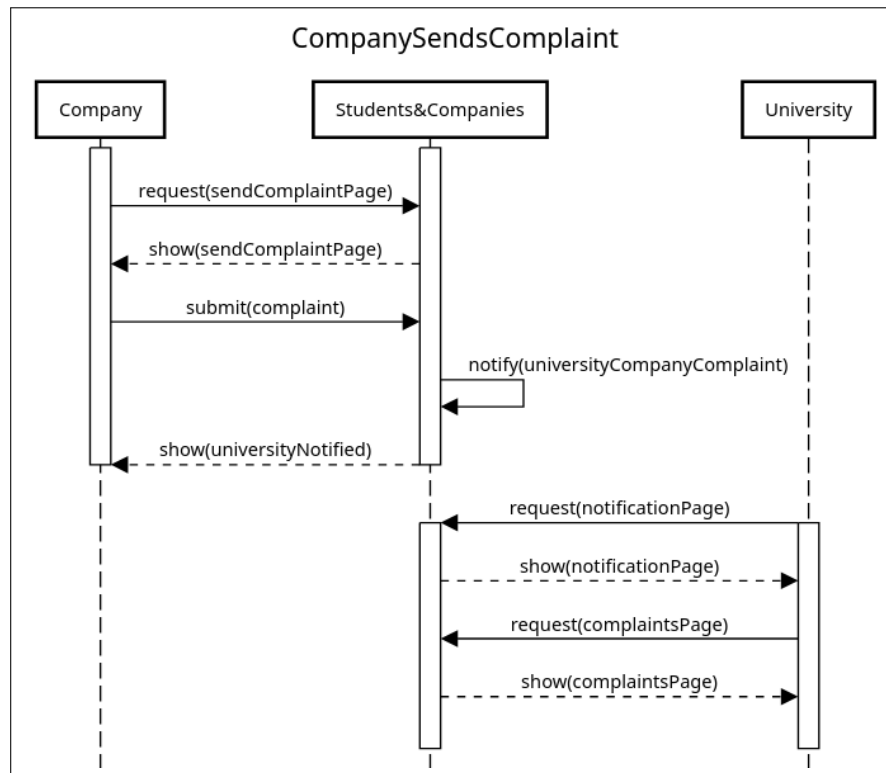 CompanySendsComplaint
Company
Students&Companies
University
request(sendComplaintPage)
show(sendComplaintPage)
submit(complaint)
notify(universityCompanyComplaint)
show(universityNotified)
request(notificationPage)
show(notificationPage)
request(complaintsPage)
show(complaintsPage)